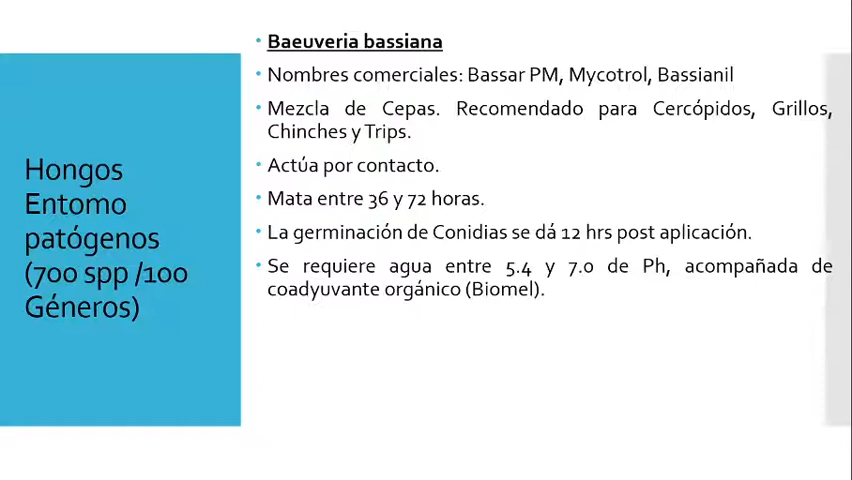 Hongos
Entomo
patógenos
(700 spp /100
Géneros)
• Baeuveria bassiana
• Nombres comerciales: Bassar PM, Mycotrol, Bassianil
• Mezcla de Cepas. Recomendado para Cercópidos, Grillos,
Chinches y Trips.
• Actúa por contacto.
• Mata entre 36 y 72 horas.
• La germinación de Conidias se dá 12 hrs post aplicación.
• Se requiere agua entre 5.4 y 7.0 de Ph, acompañada de
coadyuvante orgánico (Biomel).